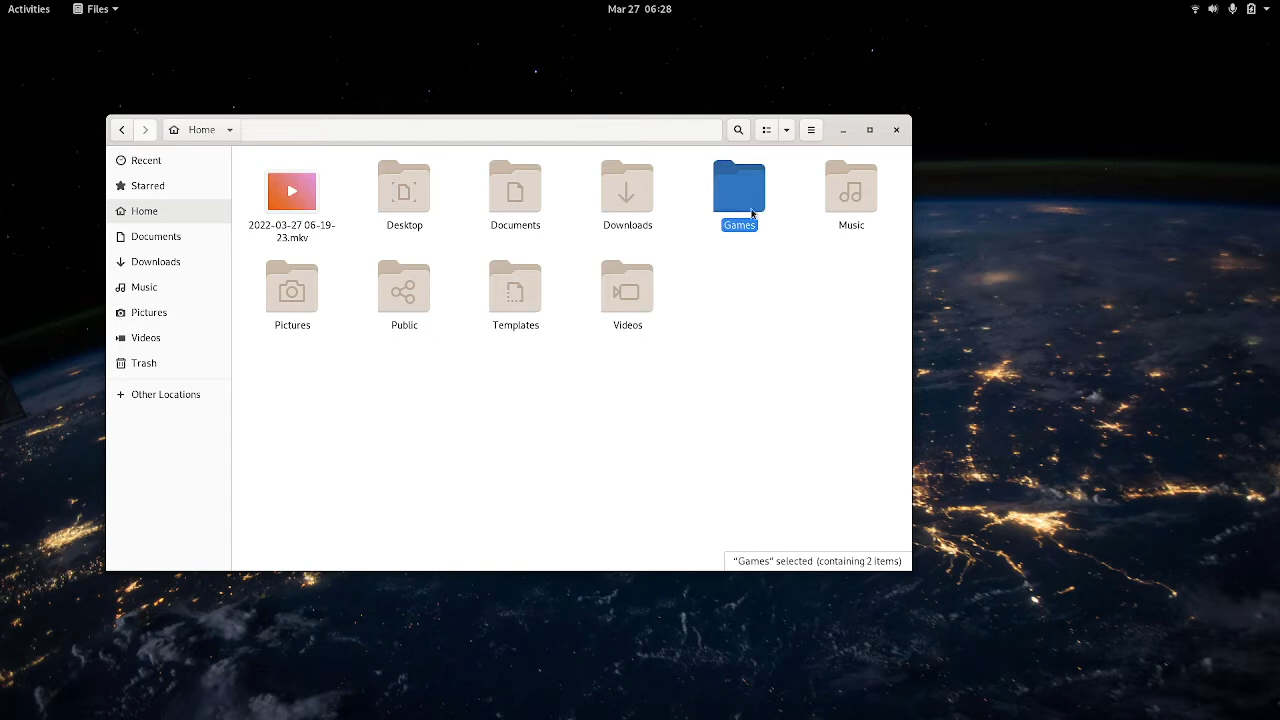 Activities Files Mar 27 06:28
Home
Recent
Starred
Home
Documents
Downloads
Music
Pictures
Videos
Trash
Other Locations
2022-03-27 06-19-
23.mkv
Desktop
Documents
Downloads
Games
Music
Pictures
Public
Templates
Videos
"Games" selected (containing 2 items)